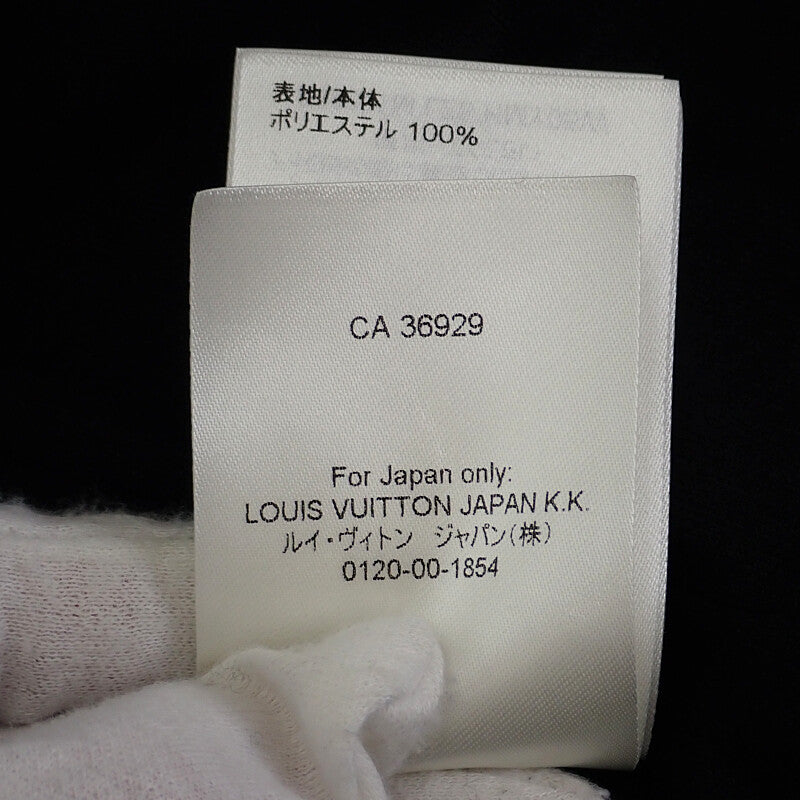 表地/本体
ポリエステル 100%
CA 36929
For Japan only:
LOUIS VUITTON JAPAN K.K.
ルイ・ヴィトン ジャパン(株)
0120-00-1854